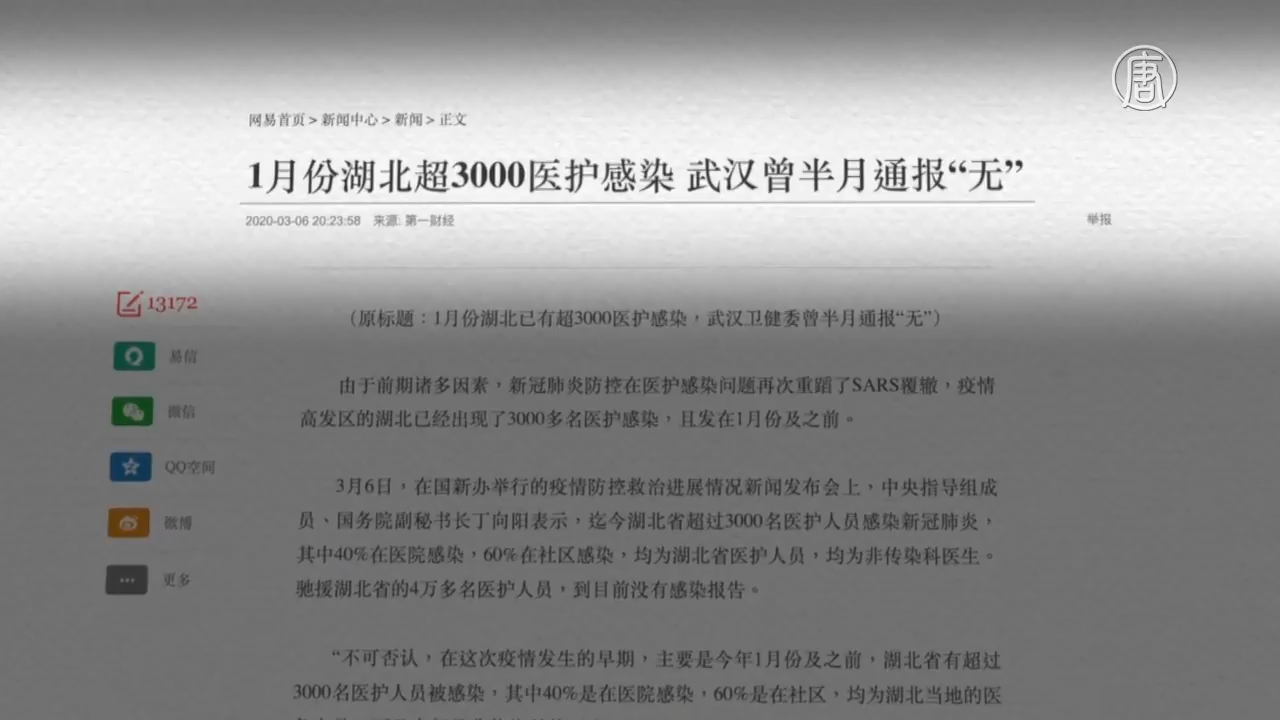 唐
网易首页 > 新闻中心 > 新闻 > 正文
1月份湖北超3000医护感染 武汉曾半月通报“无”
2020-03-06 20:23:58 来源: 第一财经
举报
13172
易信
微信
QQ空间
微博
更多
（原标题：1月份湖北已有超3000医护感染，武汉卫健委曾半月通报“无”）
由于前期诸多因素，新冠肺炎防控在医护感染问题再次重蹈了SARS覆辙，疫情
高发区的湖北已经出现了3000多名医护感染，且发在1月份及之前。
3月6日，在国新办举行的疫情防控救治进展情况新闻发布会上，中央指导组成
员、国务院副秘书长丁向阳表示，迄今湖北省超过3000名医护人员感染新冠肺炎，
其中40%在医院感染，60%在社区感染，均为湖北省医护人员，均为非传染科医生。
驰援湖北省的4万多名医护人员，到目前没有感染报告。
“不可否认，在这次疫情发生的早期，主要是今年1月份及之前，湖北省有超过
3000名医护人员被感染，其中40%是在医院感染，60%是在社区，均为湖北当地的医